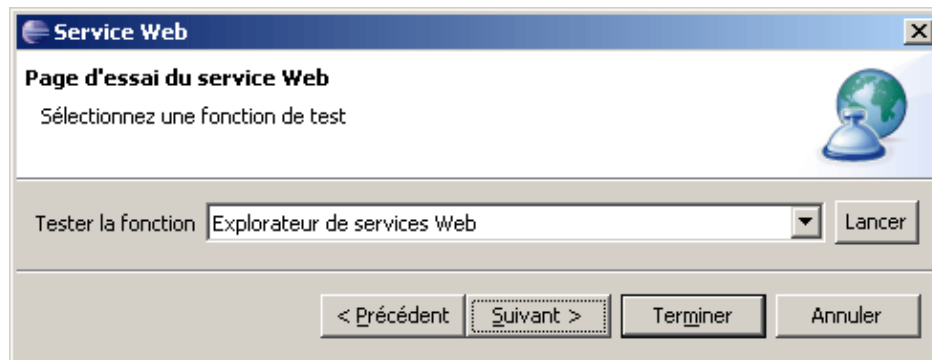 Service Web
Page d'essai du service Web
Sélectionnez une fonction de test
Tester la fonction Explorateur de services Web Lancer
< Précédent Suivant > Terminer Annuler